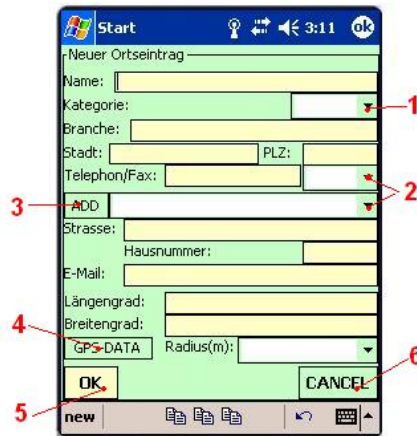 Start 3:11 ok
Neuer Ortseintrag
Name:
Kategorie:
1
Branche:
Stadt: PLZ:
Telephon/Fax:
2
3 ADD
Strasse:
Hausnummer:
E-Mail:
Längengrad:
Breitengrad:
4 GPS-DATA Radius(m):
6
OK CANCEL
5
new